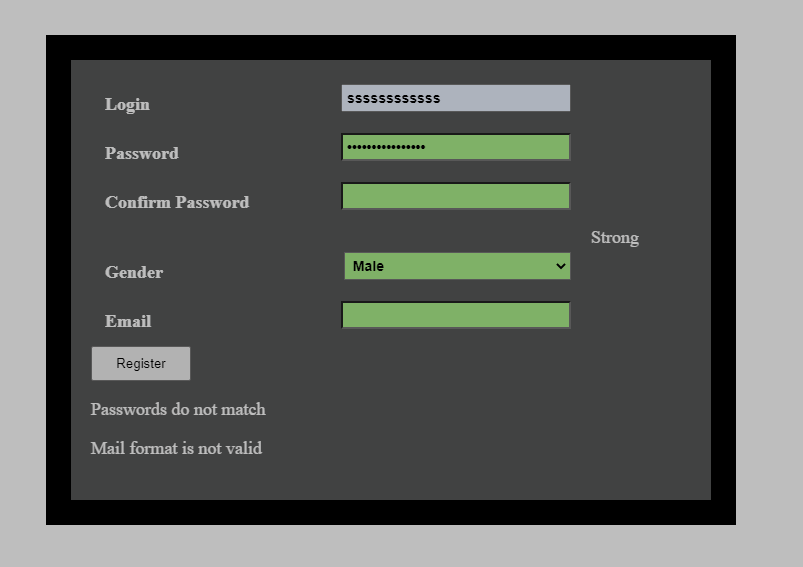 Login
ssssssssssss
Password
••••••••••••••••
Confirm Password
Strong
Gender
Male
Email
Register
Passwords do not match
Mail format is not valid